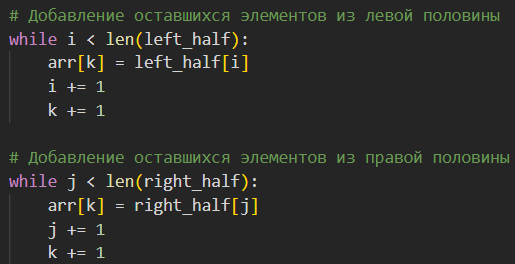 # Добавление оставшихся элементов из левой половины
while i < len(left_half):
    arr[k] = left_half[i]
    i += 1
    k += 1

# Добавление оставшихся элементов из правой половины
while j < len(right_half):
    arr[k] = right_half[j]
    j += 1
    k += 1